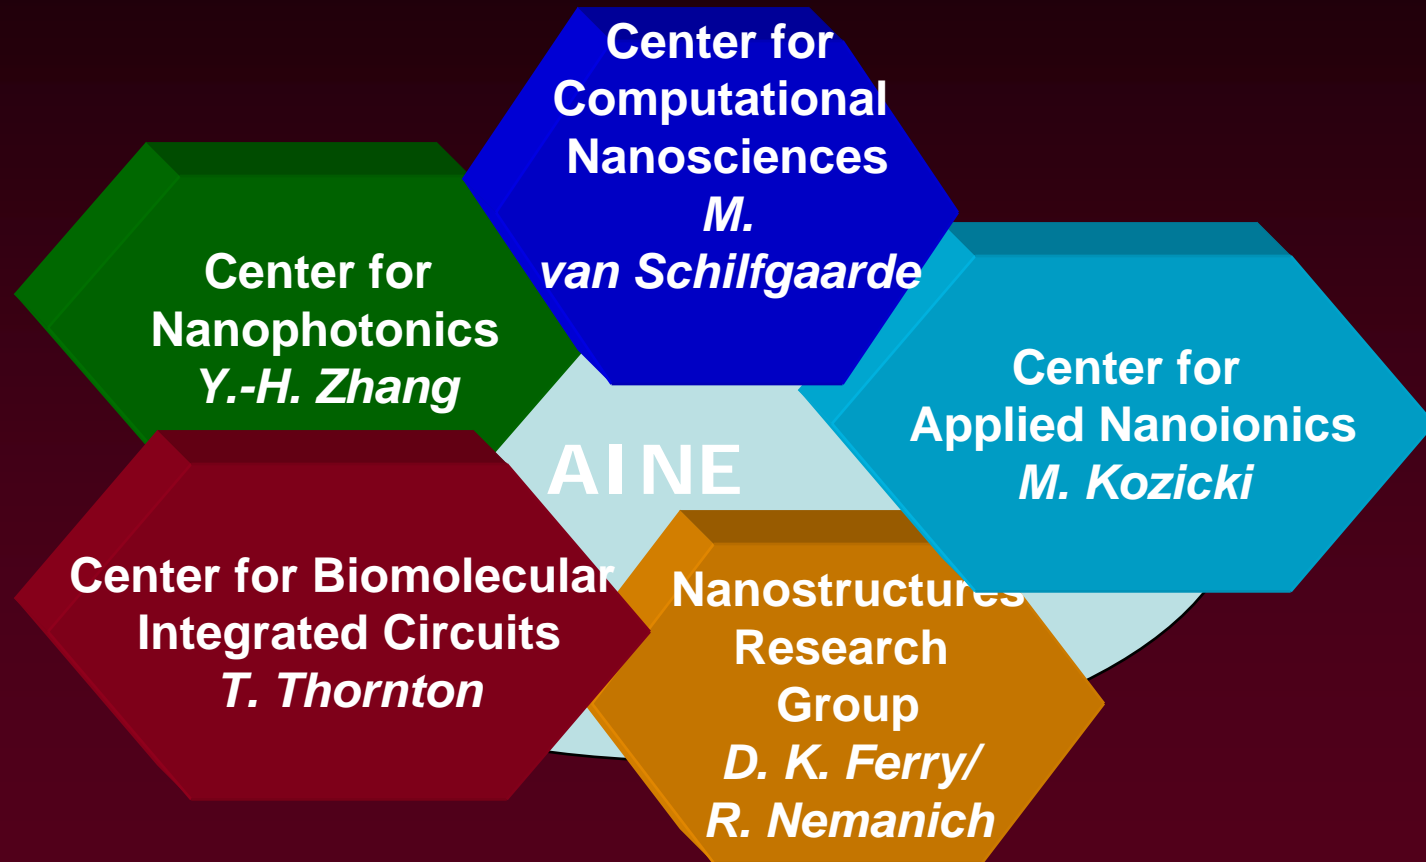 Center for
Computational
Nanosciences
M.
van Schilfgaarde
Center for
Nanophotonics
Y.-H. Zhang
Center for
Applied Nanoionics
M. Kozicki
AINE
Center for Biomolecular
Integrated Circuits
T. Thornton
Nanostructures
Research
Group
D. K. Ferry/
R. Nemanich